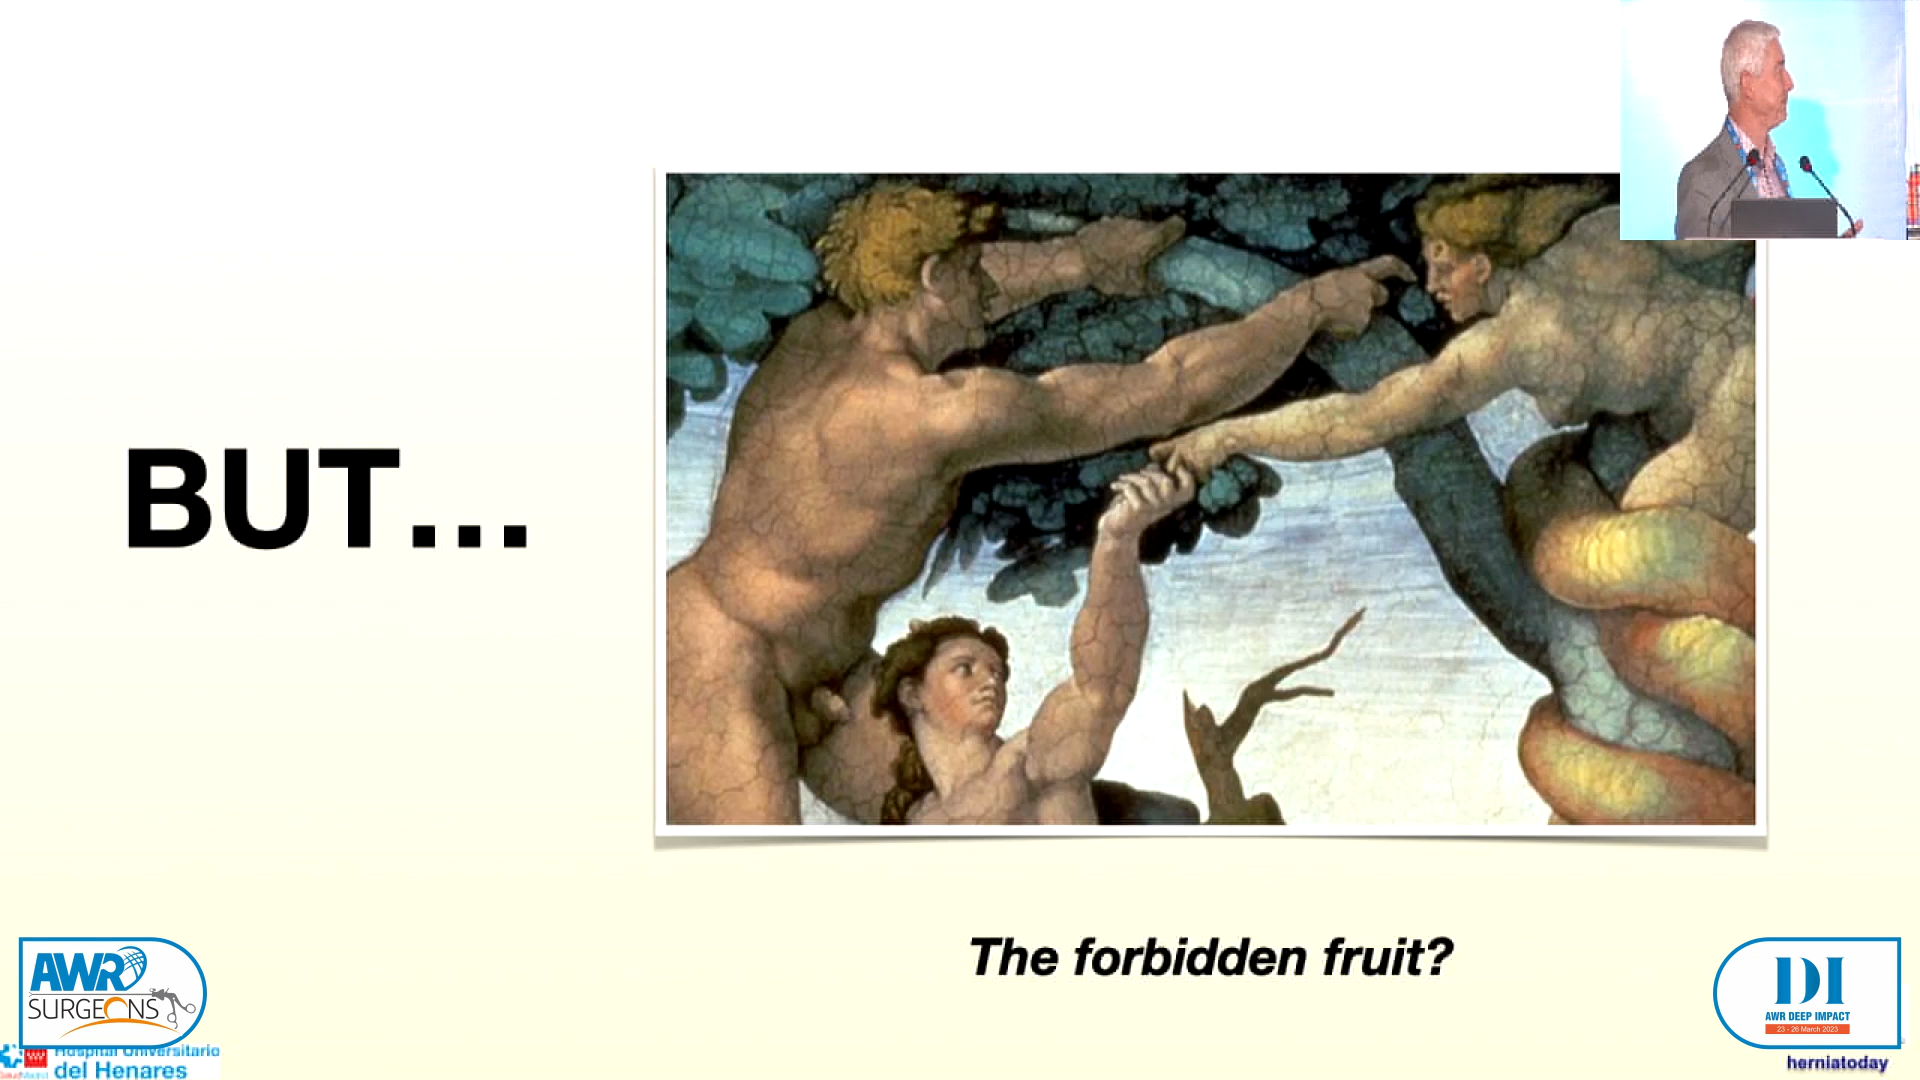 BUT...
The forbidden fruit?
AWR
SURGEONS
Hospital Universitario
del Henares
DI
AWR DEEP IMPACT
23 - 26 March 2023
herniatoday